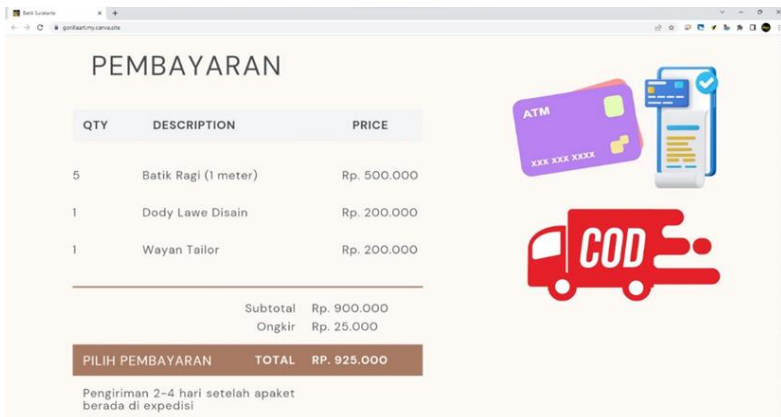 Batik Surakarta
gorillaart.my.canva.site
PEMBAYARAN
QTY DESCRIPTION PRICE
5 Batik Ragi (1 meter) Rp. 500.000
1 Dody Lawe Disain Rp. 200.000
1 Wayan Tailor Rp. 200.000
Subtotal Rp. 900.000
Ongkir Rp. 25.000
PILIH PEMBAYARAN TOTAL RP. 925.000
Pengiriman 2-4 hari setelah apaket
berada di expedisi
ATM
XXX XXX XXXX
COD